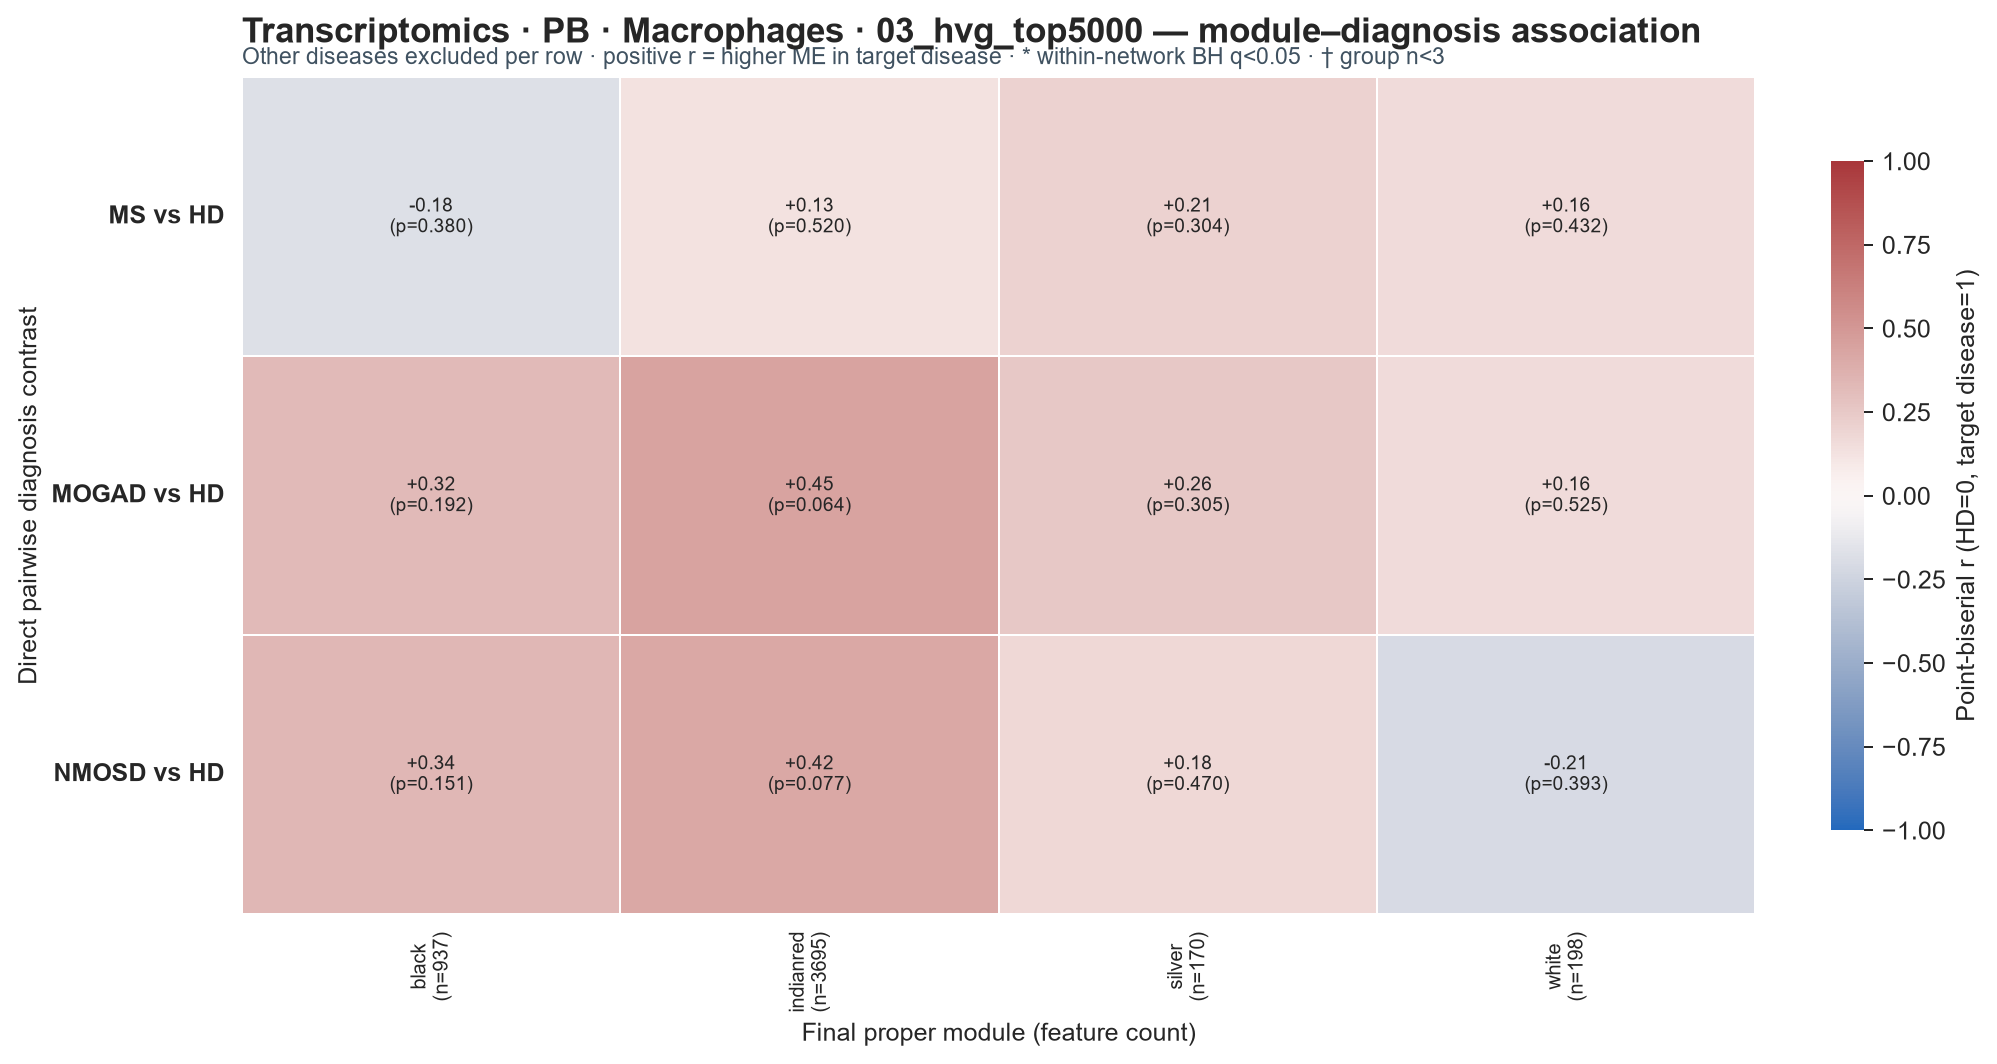 Transcriptomics · PB · Macrophages · 03_hvg_top5000 — module–diagnosis association
Other diseases excluded per row · positive r = higher ME in target disease · * within-network BH q<0.05 · † group n<3
Direct pairwise diagnosis contrast
MS vs HD
-0.18
(p=0.380)
+0.13
(p=0.520)
+0.21
(p=0.304)
+0.16
(p=0.432)
MOGAD vs HD
+0.32
(p=0.192)
+0.45
(p=0.064)
+0.26
(p=0.305)
+0.16
(p=0.525)
NMOSD vs HD
+0.34
(p=0.151)
+0.42
(p=0.077)
+0.18
(p=0.470)
-0.21
(p=0.393)
black
(n=937)
indianred
(n=3695)
silver
(n=170)
white
(n=198)
Final proper module (feature count)
1.00
0.75
0.50
0.25
0.00
−0.25
−0.50
−0.75
−1.00
Point-biserial r (HD=0, target disease=1)